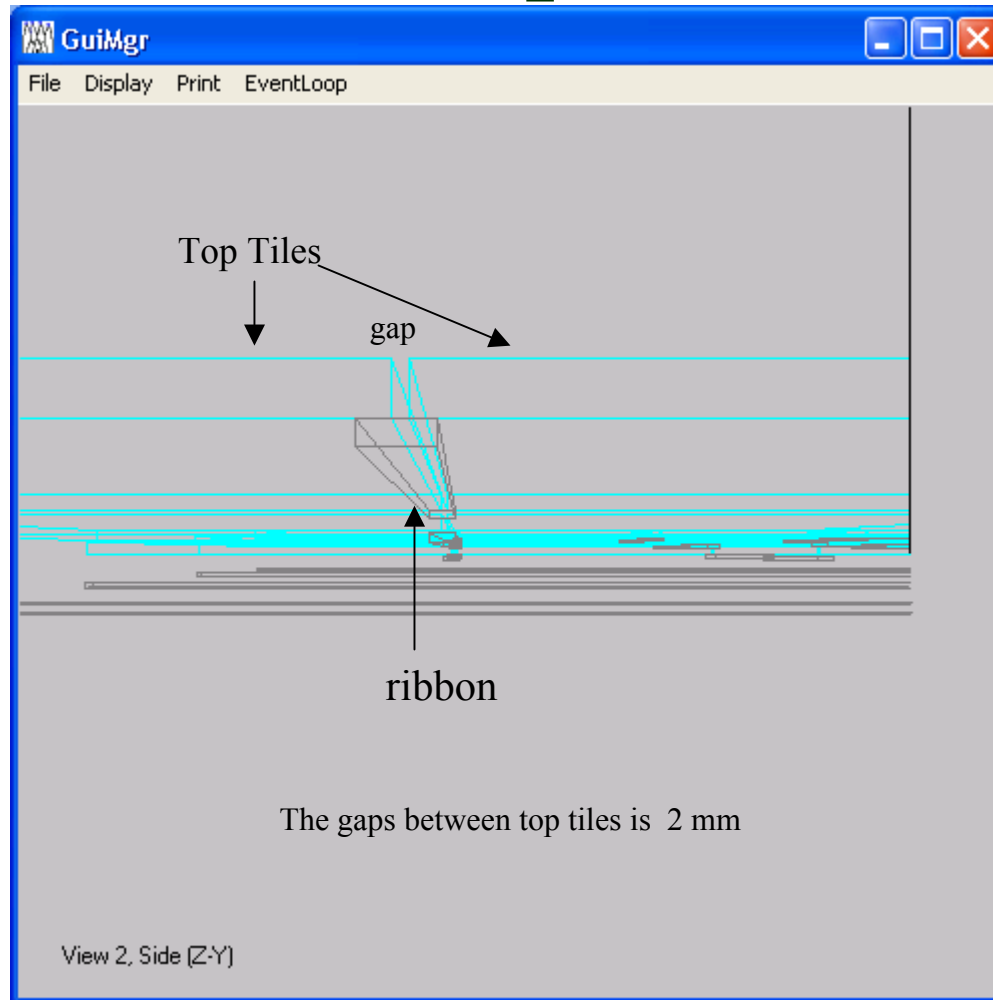 GuiMgr
File Display Print EventLoop
Top Tiles
gap
ribbon
The gaps between top tiles is 2 mm
View 2, Side (Z-Y)